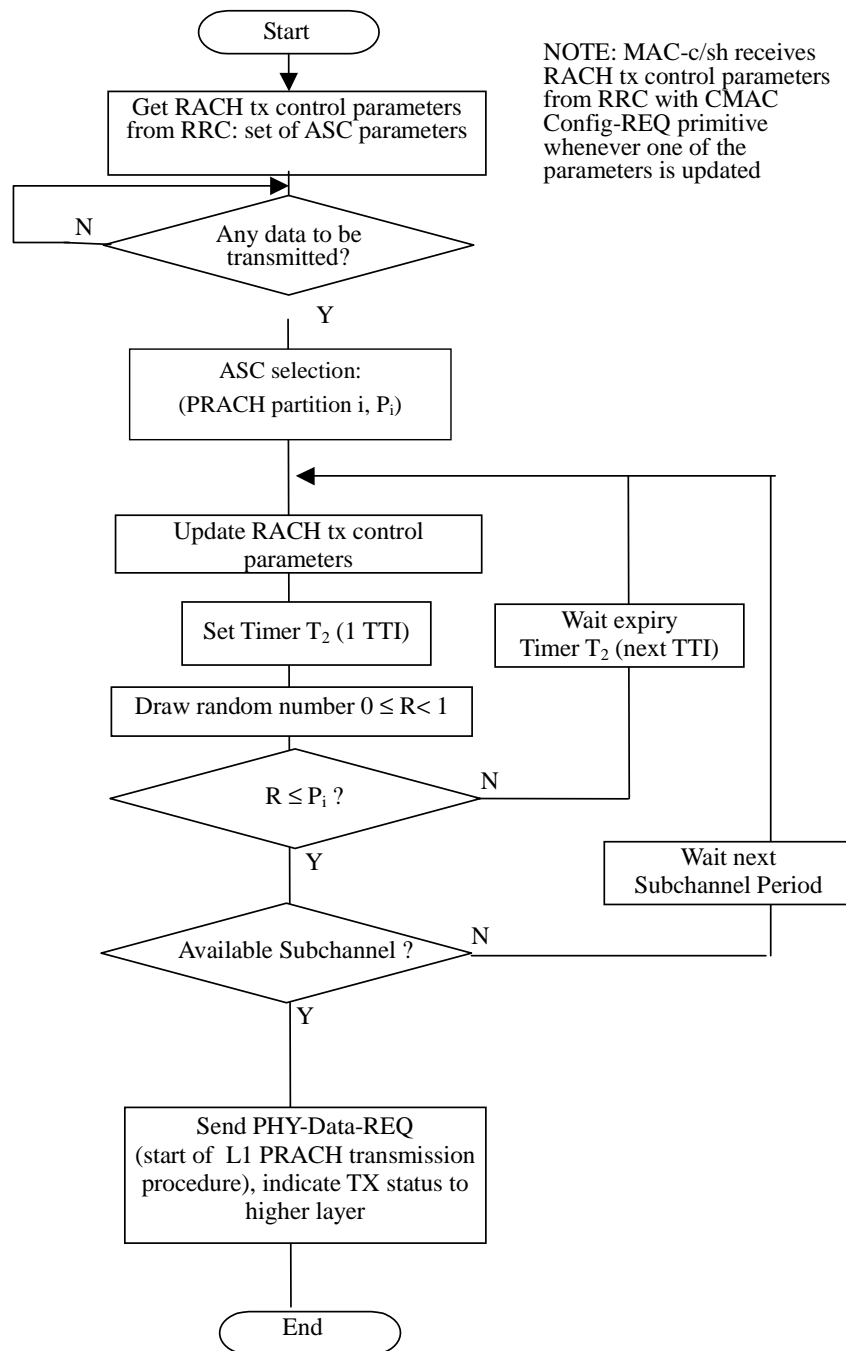 Start
NOTE: MAC-c/sh receives
RACH tx control parameters
from RRC with CMAC
Config-REQ primitive
whenever one of the
parameters is updated
Get RACH tx control parameters
from RRC: set of ASC parameters
N
Any data to be
transmitted?
Y
ASC selection:
(PRACH partition i, Pᵢ)
Update RACH tx control
parameters
Set Timer T₂ (1 TTI)
Wait expiry
Timer T₂ (next TTI)
Draw random number 0 ≤ R< 1
N
R ≤ Pᵢ ?
Y
Wait next
Subchannel Period
N
Available Subchannel ?
Y
Send PHY-Data-REQ
(start of L1 PRACH transmission
procedure), indicate TX status to
higher layer
End